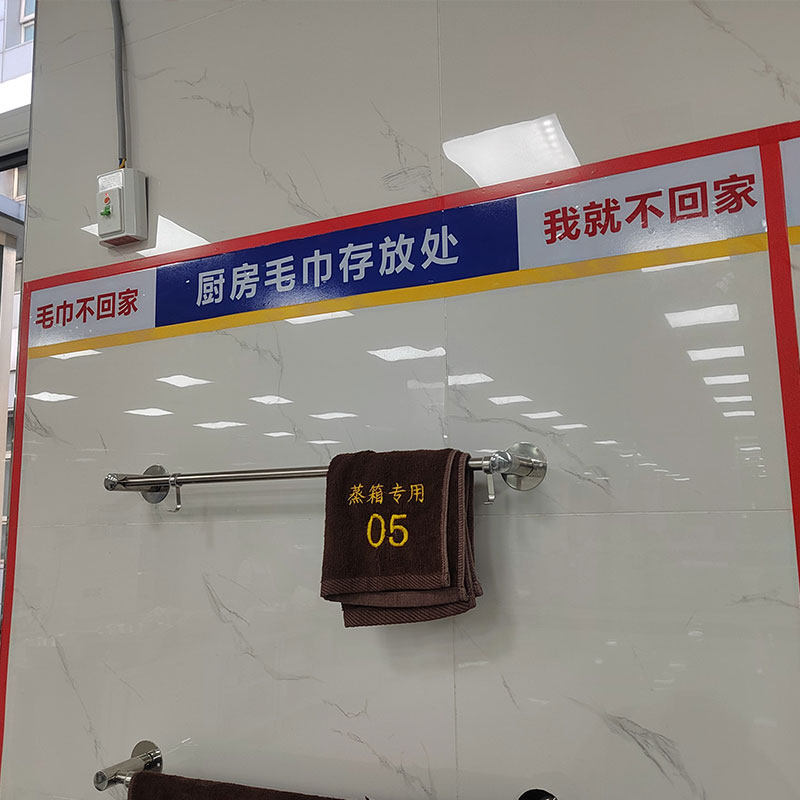 毛巾不回家
厨房毛巾存放处
我就不回家
蒸箱专用
05